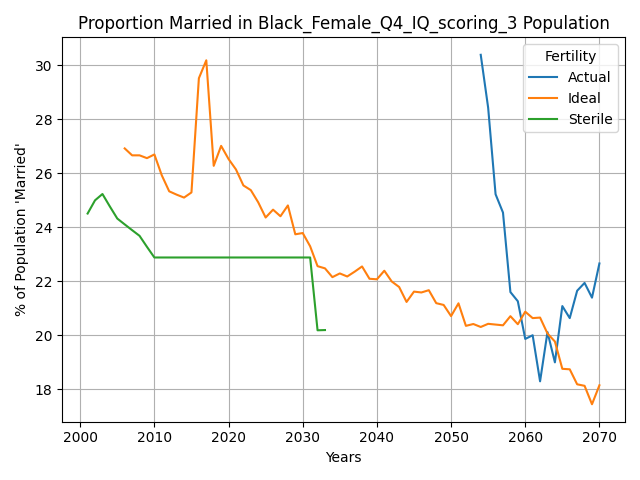 Proportion Married in Black_Female_Q4_IQ_scoring_3 Population
% of Population 'Married'
30
28
26
24
22
20
18
Fertility
Actual
Ideal
Sterile
2000 2010 2020 2030 2040 2050 2060 2070
Years